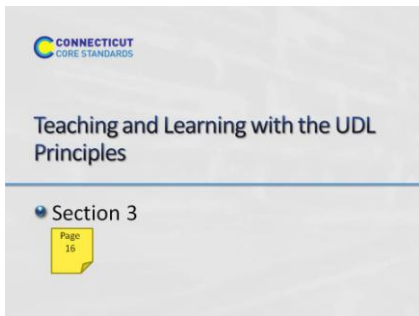 CONNECTICUT
CORE STANDARDS
Teaching and Learning with the UDL
Principles
Section 3
Page
16